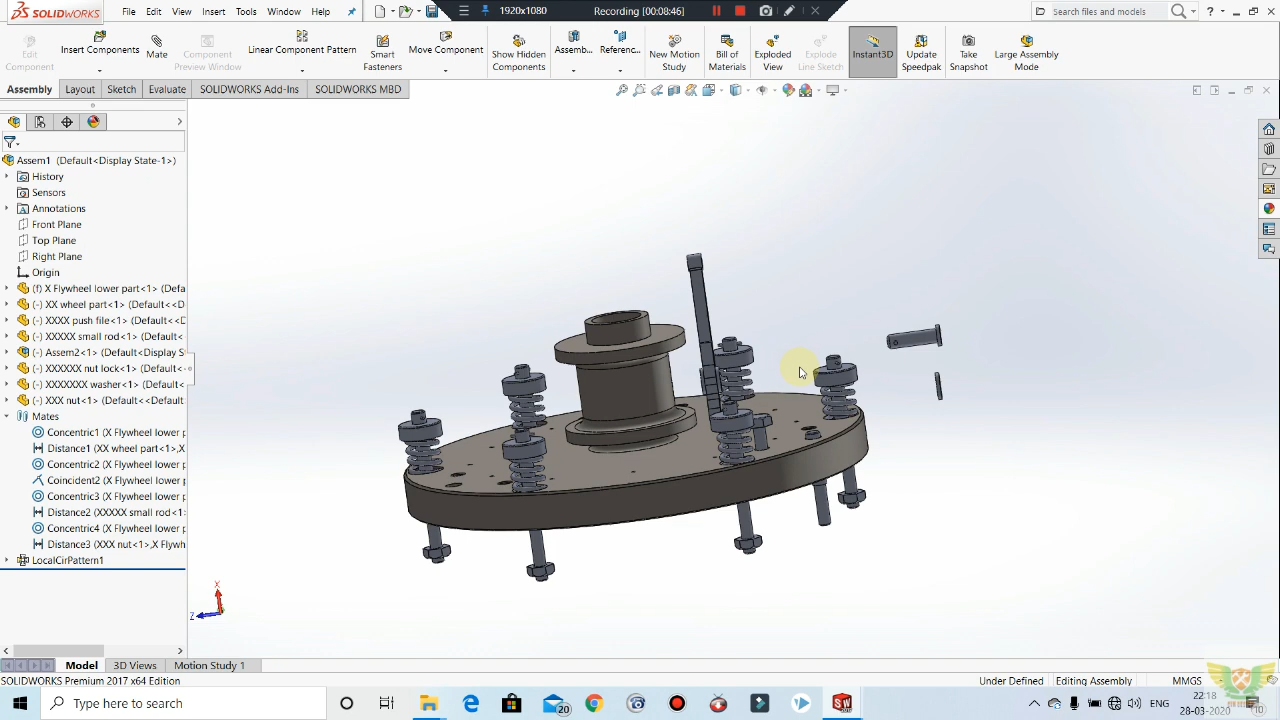 SOLIDWORKS File Edit View Insert Tools Window Help 1920x1080 Recording [00:08:46] Search files and models ?
Edit Component Insert Components Mate Component Preview Window Linear Component Pattern Smart Fasteners Move Component Show Hidden Components Assemb... Referenc... New Motion Study Bill of Materials Exploded View Explode Line Sketch Instant3D Update Speedpak Take Snapshot Large Assembly Mode
Assembly Layout Sketch Evaluate SOLIDWORKS Add-Ins SOLIDWORKS MBD
Assem1 (Default<Display State-1>)
History
Sensors
Annotations
Front Plane
Top Plane
Right Plane
Origin
(f) X Flywheel lower part<1> (Defa
(-) XX wheel part<1> (Default<<D
(-) XXXX push file<1> (Default<<D
(-) XXXXX small rod<1> (Default<
(-) Assem2<1> (Default<Display S
(-) XXXXXX nut lock<1> (Default<
(-) XXXXXXX washer<1> (Default<
(-) XXX nut<1> (Default<<Default
Mates
Concentric1 (X Flywheel lower p
Distance1 (XX wheel part<1>,X
Concentric2 (X Flywheel lower p
Coincident2 (X Flywheel lower p
Concentric3 (X Flywheel lower p
Distance2 (XXXXX small rod<1>
Concentric4 (X Flywheel lower p
Distance3 (XXX nut<1>,X Flywh
LocalCirPattern1
X
Z
Model 3D Views Motion Study 1
SOLIDWORKS Premium 2017 x64 Edition Under Defined Editing Assembly MMGS
Type here to search 20 ENG 22:18
28-03-2020 10